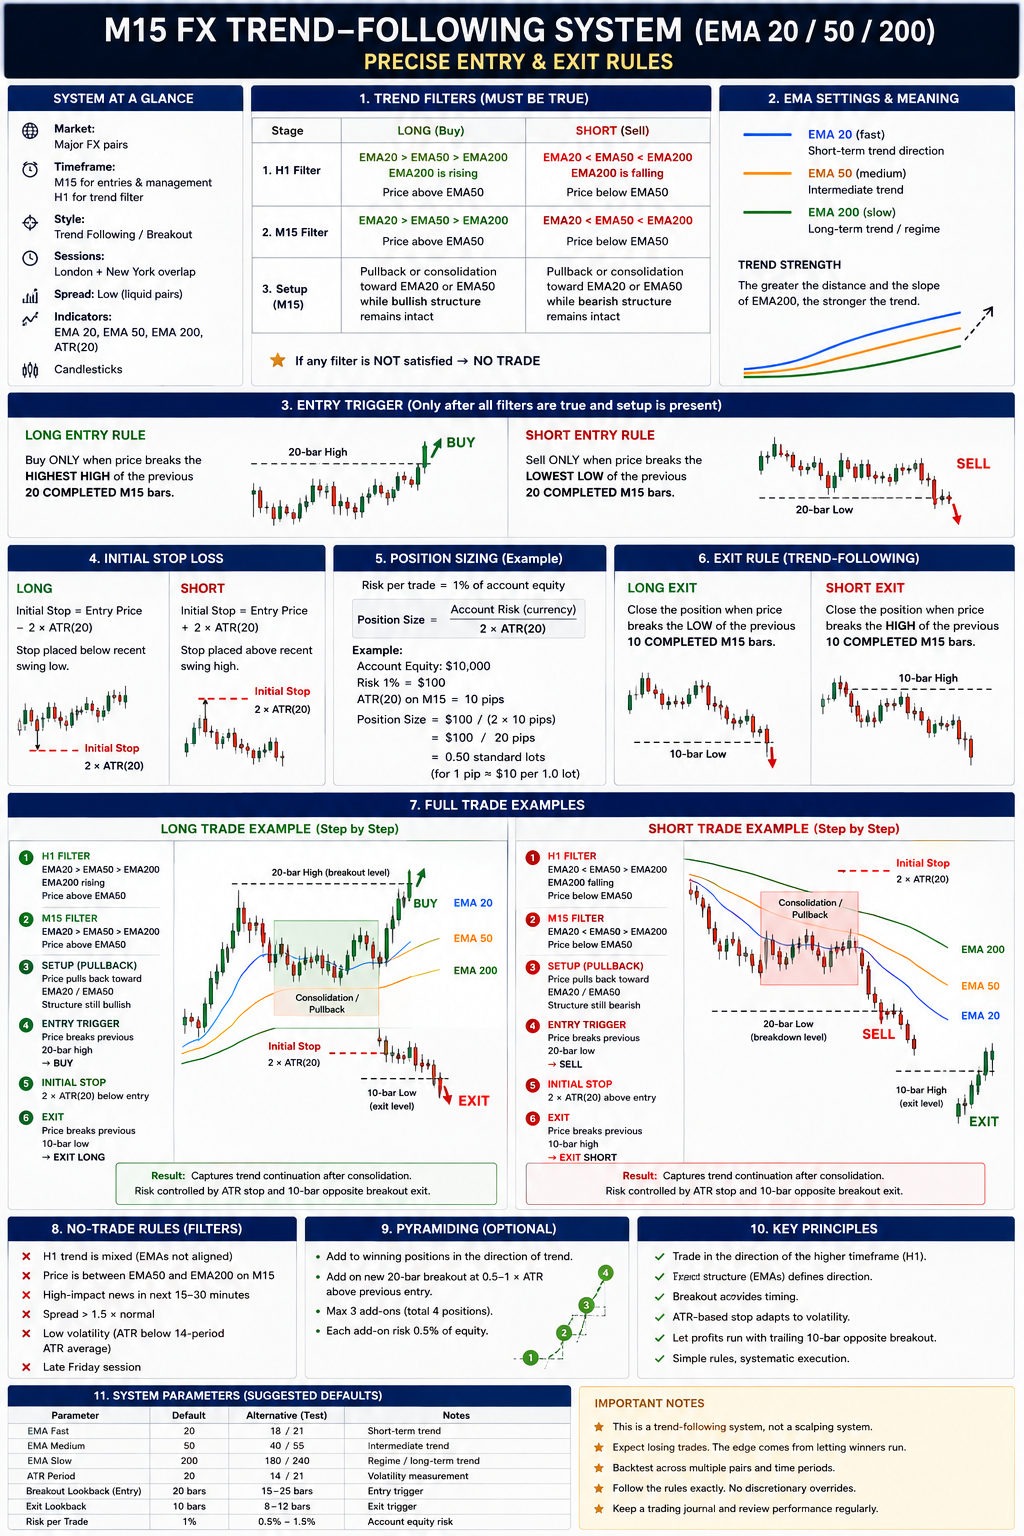 M15 FX TREND–FOLLOWING SYSTEM (EMA 20 / 50 / 200)
PRECISE ENTRY & EXIT RULES
SYSTEM AT A GLANCE
Market:
Major FX pairs
Timeframe:
M15 for entries & management
H1 for trend filter
Style:
Trend Following / Breakout
Sessions:
London + New York overlap
Spread: Low (liquid pairs)
Indicators:
EMA 20, EMA 50, EMA 200,
ATR(20)
Candlesticks
1. TREND FILTERS (MUST BE TRUE)
Stage LONG (Buy) SHORT (Sell)
1. H1 Filter
EMA20 > EMA50 > EMA200
EMA200 is rising
Price above EMA50
EMA20 < EMA50 < EMA200
EMA200 is falling
Price below EMA50
2. M15 Filter
EMA20 > EMA50 > EMA200
Price above EMA50
EMA20 < EMA50 < EMA200
Price below EMA50
3. Setup
(M15)
Pullback or consolidation
toward EMA20 or EMA50
while bullish structure
remains intact
Pullback or consolidation
toward EMA20 or EMA50
while bearish structure
remains intact
If any filter is NOT satisfied → NO TRADE
2. EMA SETTINGS & MEANING
EMA 20 (fast)
Short-term trend direction
EMA 50 (medium)
Intermediate trend
EMA 200 (slow)
Long-term trend / regime
TREND STRENGTH
The greater the distance and the slope
of EMA200, the stronger the trend.
3. ENTRY TRIGGER (Only after all filters are true and setup is present)
LONG ENTRY RULE
Buy ONLY when price breaks the
HIGHEST HIGH of the previous
20 COMPLETED M15 bars.
20-bar High
BUY
SHORT ENTRY RULE
Sell ONLY when price breaks the
LOWEST LOW of the previous
20 COMPLETED M15 bars.
20-bar Low
SELL
4. INITIAL STOP LOSS
LONG
Initial Stop = Entry Price
− 2 × ATR(20)
Stop placed below recent
swing low.
Initial Stop
2 × ATR(20)
SHORT
Initial Stop = Entry Price
+ 2 × ATR(20)
Stop placed above recent
swing high.
Initial Stop
2 × ATR(20)
5. POSITION SIZING (Example)
Risk per trade = 1% of account equity
Position Size = Account Risk (currency)
2 × ATR(20)
Example:
Account Equity: $10,000
Risk 1% = $100
ATR(20) on M15 = 10 pips
Position Size = $100 / (2 × 10 pips)
= $100 / 20 pips
= 0.50 standard lots
(for 1 pip ≈ $10 per 1.0 lot)
6. EXIT RULE (TREND-FOLLOWING)
LONG EXIT
Close the position when price
breaks the LOW of the previous
10 COMPLETED M15 bars.
10-bar Low
SHORT EXIT
Close the position when price
breaks the HIGH of the previous
10 COMPLETED M15 bars.
10-bar High
7. FULL TRADE EXAMPLES
LONG TRADE EXAMPLE (Step by Step)
1 H1 FILTER
EMA20 > EMA50 > EMA200
EMA200 rising
Price above EMA50
2 M15 FILTER
EMA20 > EMA50 > EMA200
Price above EMA50
3 SETUP (PULLBACK)
Price pulls back toward
EMA20 / EMA50
Structure still bullish
4 ENTRY TRIGGER
Price breaks previous
20-bar high
→ BUY
5 INITIAL STOP
2 × ATR(20) below entry
6 EXIT
Price breaks previous
10-bar low
→ EXIT LONG
20-bar High (breakout level)
BUY
EMA 20
EMA 50
EMA 200
Consolidation /
Pullback
Initial Stop
2 × ATR(20)
10-bar Low
(exit level)
EXIT
Result: Captures trend continuation after consolidation.
Risk controlled by ATR stop and 10-bar opposite breakout exit.
SHORT TRADE EXAMPLE (Step by Step)
1 H1 FILTER
EMA20 < EMA50 < EMA200
EMA200 falling
Price below EMA50
2 M15 FILTER
EMA20 < EMA50 < EMA200
Price below EMA50
3 SETUP (PULLBACK)
Price pulls back toward
EMA20 / EMA50
Structure still bearish
4 ENTRY TRIGGER
Price breaks previous
20-bar low
→ SELL
5 INITIAL STOP
2 × ATR(20) above entry
6 EXIT
Price breaks previous
10-bar high
→ EXIT SHORT
Initial Stop
2 × ATR(20)
Consolidation /
Pullback
EMA 200
EMA 50
EMA 20
20-bar Low
(breakdown level)
SELL
10-bar High
(exit level)
EXIT
Result: Captures trend continuation after consolidation.
Risk controlled by ATR stop and 10-bar opposite breakout exit.
8. NO-TRADE RULES (FILTERS)
H1 trend is mixed (EMAs not aligned)
Price is between EMA50 and EMA200 on M15
High-impact news in next 15–30 minutes
Spread > 1.5 × normal
Low volatility (ATR below 14-period
ATR average)
Late Friday session
9. PYRAMIDING (OPTIONAL)
Add to winning positions in the direction of trend.
Add on new 20-bar breakout at 0.5–1 × ATR
above previous entry.
Max 3 add-ons (total 4 positions).
Each add-on risk 0.5% of equity.
1
2
3
4
10. KEY PRINCIPLES
Trade in the direction of the higher timeframe (H1).
structure (EMAs) defines direction.
Breakout timing.
ATR-based stop adapts to volatility.
Let profits run with trailing 10-bar opposite breakout.
Simple rules, systematic execution.
11. SYSTEM PARAMETERS (SUGGESTED DEFAULTS)
Parameter Default Alternative (Test) Notes
EMA Fast 20 18 / 21 Short-term trend
EMA Medium 50 40 / 55 Intermediate trend
EMA Slow 200 180 / 240 Regime / long-term trend
ATR Period 20 14 / 21 Volatility measurement
Breakout Lookback (Entry) 20 bars 15–25 bars Entry trigger
Exit Lookback 10 bars 8–12 bars Exit trigger
Risk per Trade 1% 0.5% – 1.5% Account equity risk
IMPORTANT NOTES
This is a trend-following system, not a scalping system.
Expect losing trades. The edge comes from letting winners run.
Backtest across multiple pairs and time periods.
Follow the rules exactly. No discretionary overrides.
Keep a trading journal and review performance regularly.